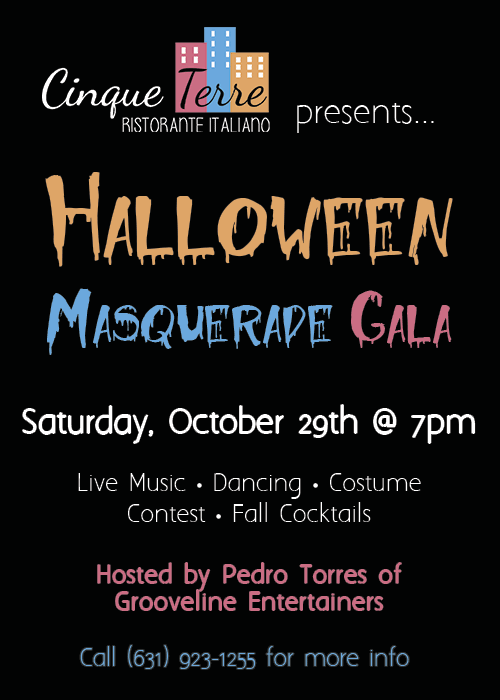 Cinque Terre
RISTORANTE ITALIANO
presents...
HALLOWEEN
MASQUERADE GALA
Saturday, October 29th @ 7pm
Live Music • Dancing • Costume
Contest • Fall Cocktails
Hosted by Pedro Torres of
Grooveline Entertainers
Call (631) 923-1255 for more info